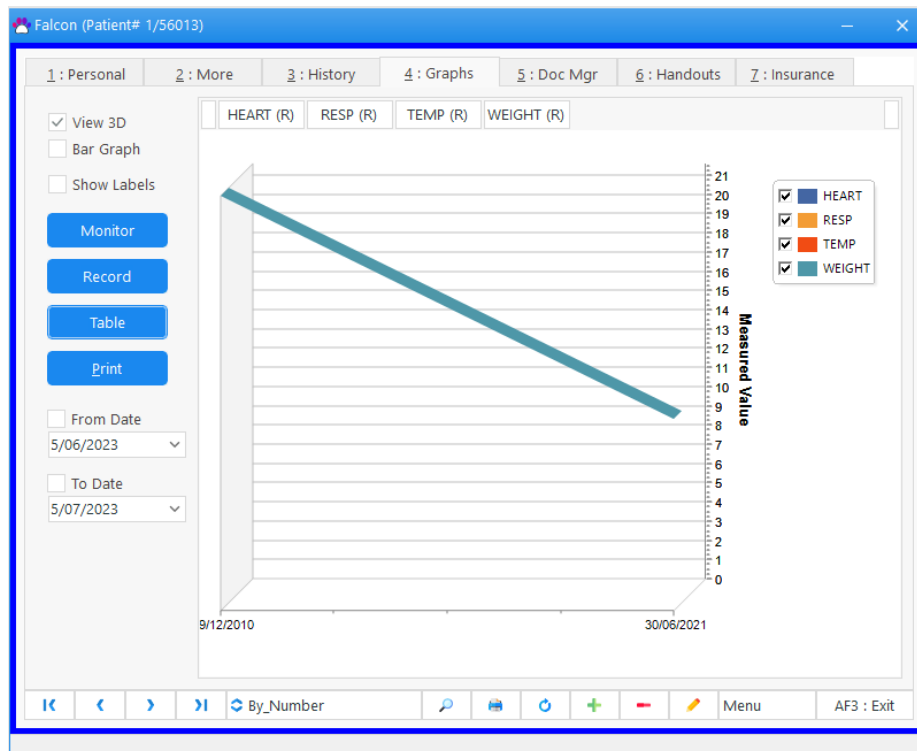 Falcon (Patient# 1/56013)
1 : Personal
2 : More
3 : History
4 : Graphs
5 : Doc Mgr
6 : Handouts
7 : Insurance
View 3D
Bar Graph
Show Labels
Monitor
Record
Table
Print
From Date
5/06/2023
To Date
5/07/2023
HEART (R)
RESP (R)
TEMP (R)
WEIGHT (R)
21
20
19
18
17
16
15
14
13
12
11
10
9
8
7
6
5
4
3
2
1
0
Measured Value
9/12/2010
30/06/2021
HEART
RESP
TEMP
WEIGHT
By_Number
Menu
AF3 : Exit